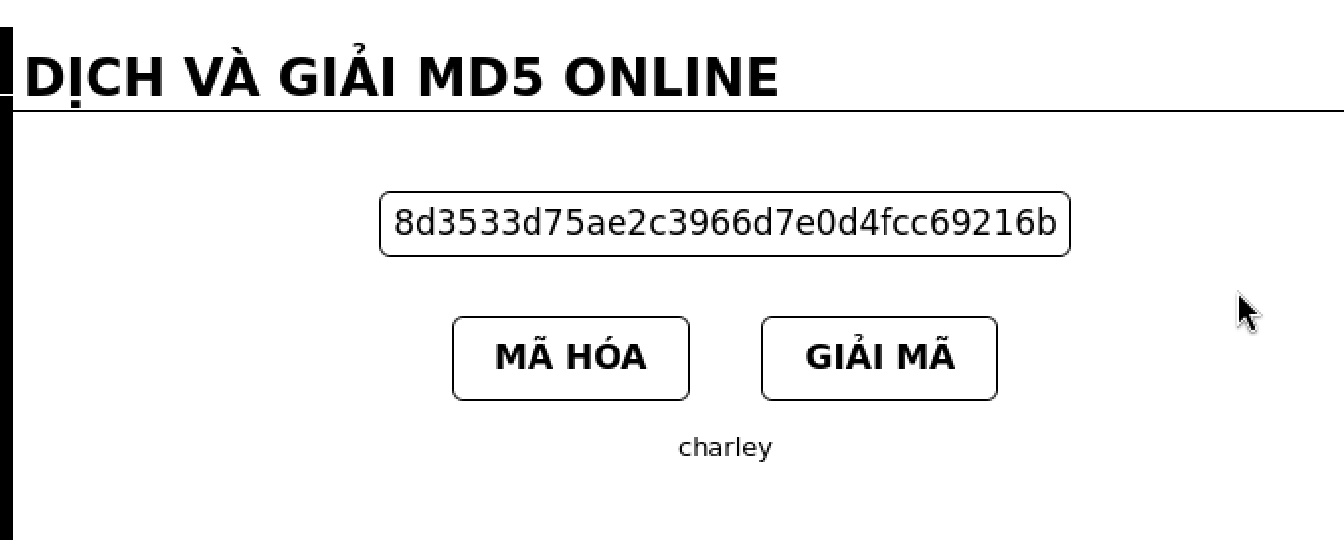 DỊCH VÀ GIẢI MD5 ONLINE
8d3533d75ae2c3966d7e0d4fcc69216b
MÃ HÓA GIẢI MÃ
charley